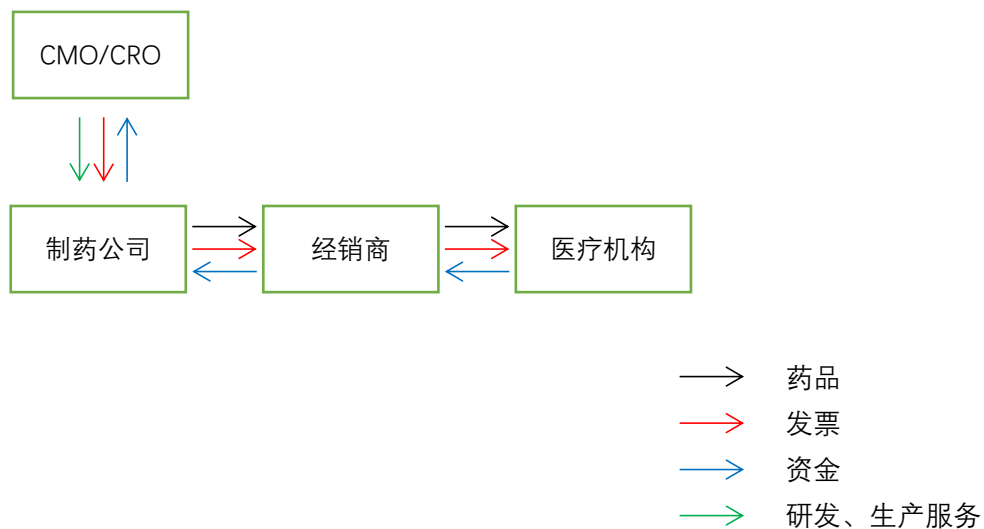 CMO/CRO
制药公司
经销商
医疗机构
药品
发票
资金
研发、生产服务